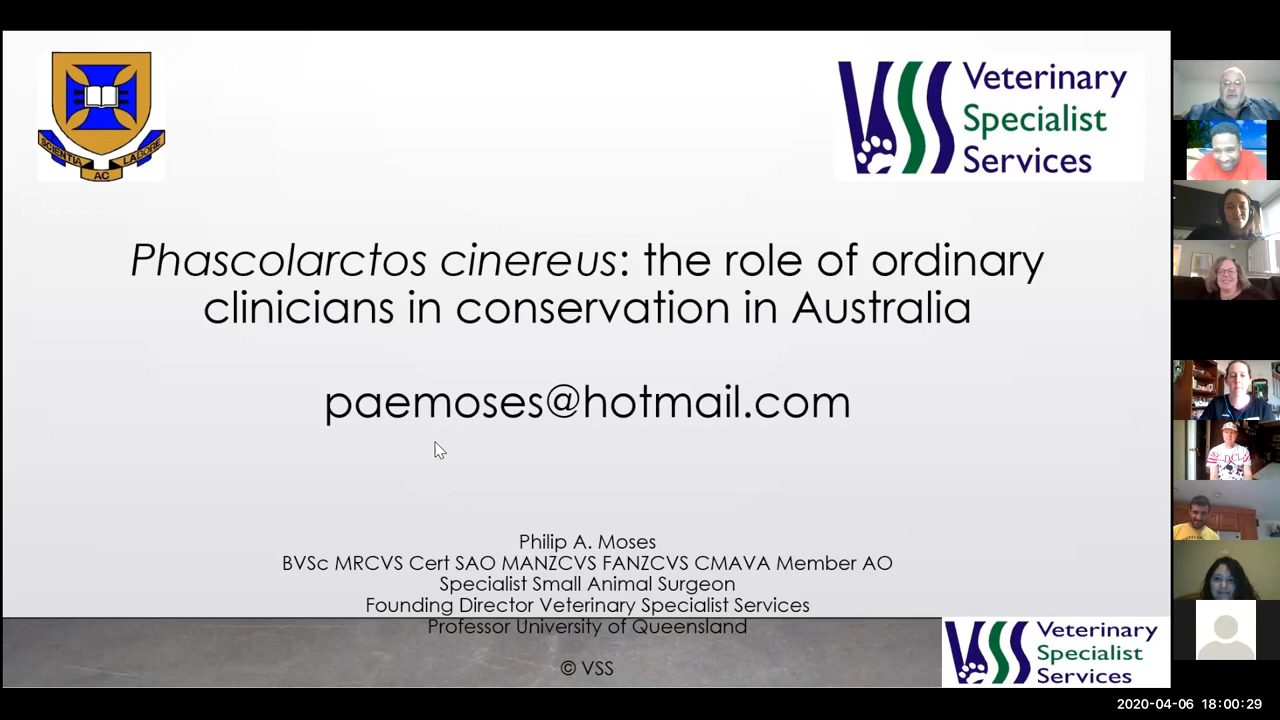 SCIENTIA AC LABORE
Veterinary
Specialist
Services
Phascolarctos cinereus: the role of ordinary
clinicians in conservation in Australia
paemoses@hotmail.com
Philip A. Moses
BVSc MRCVS Cert SAO MANZCVS FANZCVS CMAVA Member AO
Specialist Small Animal Surgeon
Founding Director Veterinary Specialist Services
Professor University of Queensland
© VSS
VSS
Veterinary
Specialist
Services
2020-04-06 18:00:29